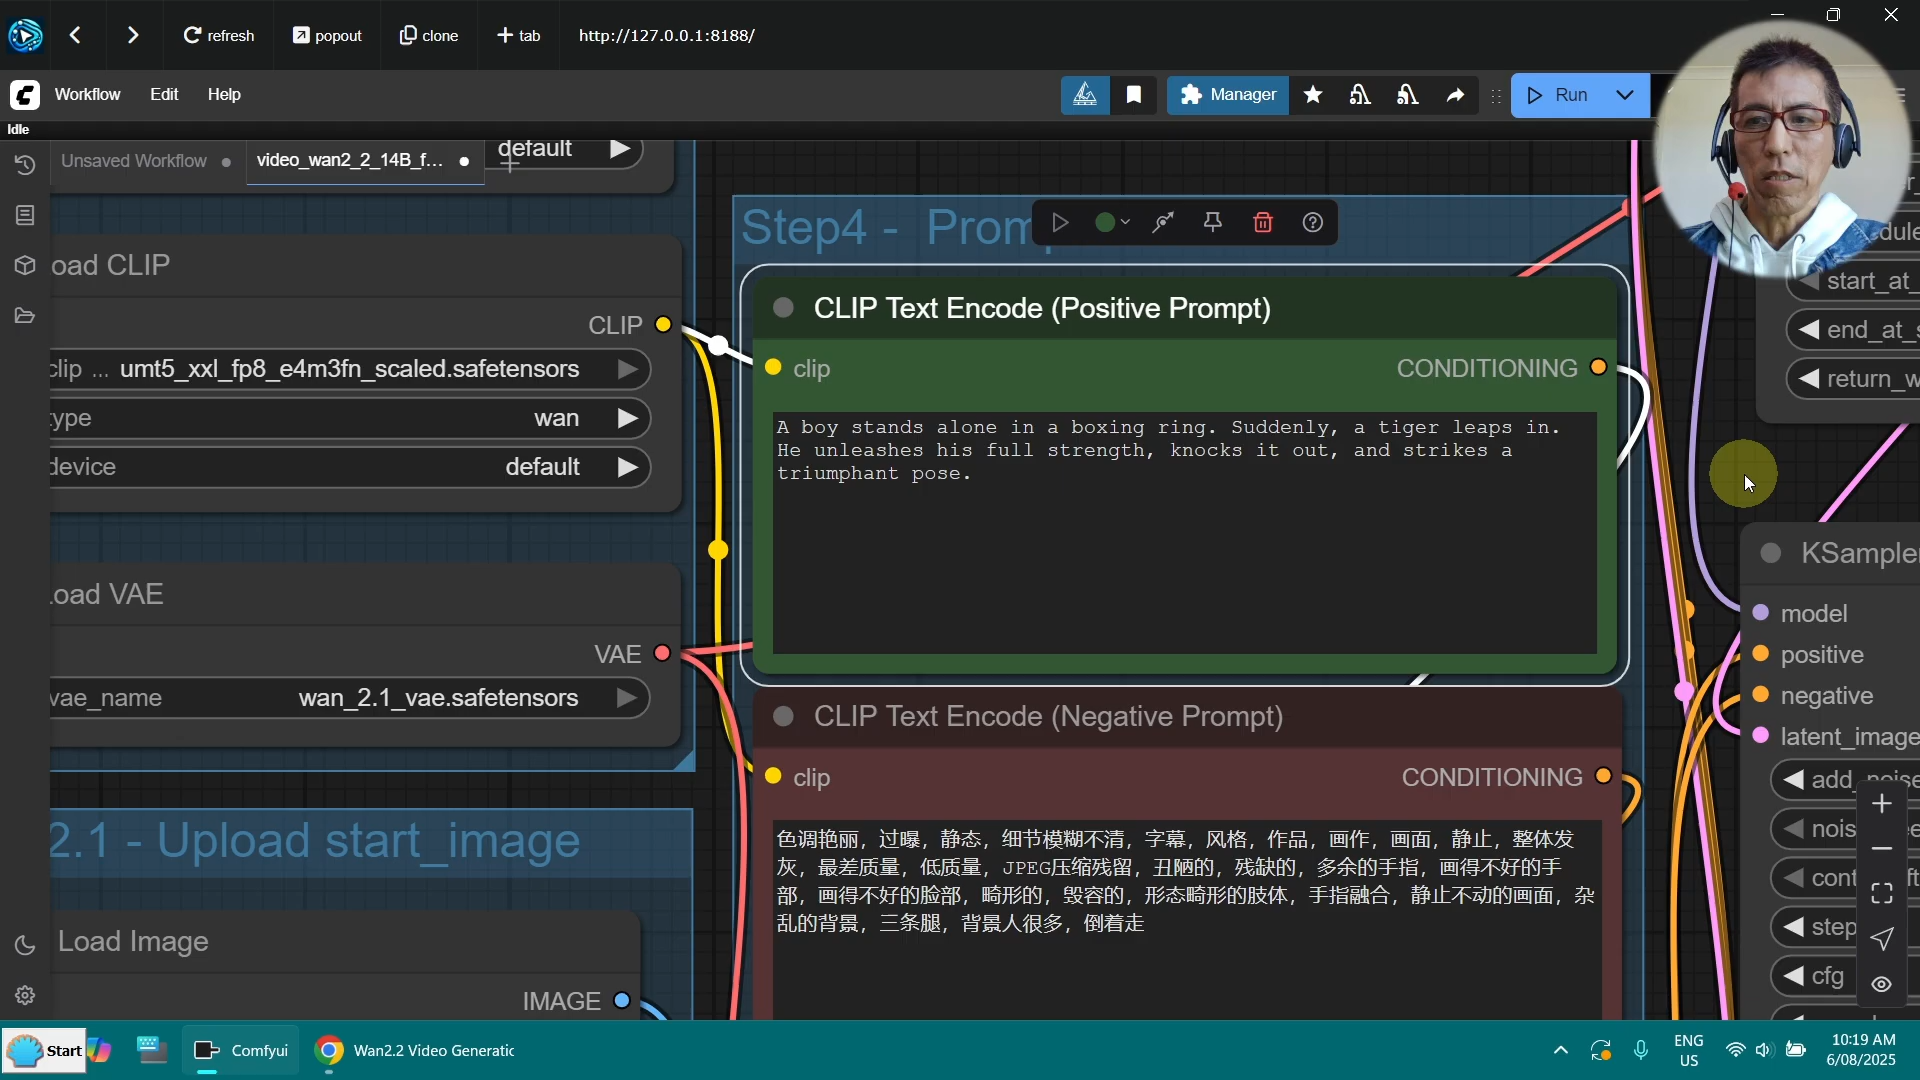 refresh
popout
clone
tab
http://127.0.0.1:8188/
Workflow
Edit
Help
Manager
Run
Idle
Unsaved Workflow
video_wan2_2_14B_f...
default
oad CLIP
CLIP
clip ... umt5_xxl_fp8_e4m3fn_scaled.safetensors
type wan
device default
Load VAE
VAE
vae_name wan_2.1_vae.safetensors
2.1 - Upload start_image
Load Image
IMAGE
Step4 - Prom
CLIP Text Encode (Positive Prompt)
clip
CONDITIONING
A boy stands alone in a boxing ring. Suddenly, a tiger leaps in.
He unleashes his full strength, knocks it out, and strikes a
triumphant pose.
CLIP Text Encode (Negative Prompt)
clip
CONDITIONING
色调艳丽，过曝，静态，细节模糊不清，字幕，风格，作品，画作，画面，静止，整体发
灰，最差质量，低质量，JPEG压缩残留，丑陋的，残缺的，多余的手指，画得不好的手
部，画得不好的脸部，畸形的，毁容的，形态畸形的肢体，手指融合，静止不动的画面，杂
乱的背景，三条腿，背景人很多，倒着走
start_at_
end_at_s
return_w
KSampler
model
positive
negative
latent_image
add_noise
nois
cont
step
cfg
Start
Comfyui
Wan2.2 Video Generatic
ENG
US
10:19 AM
6/08/2025